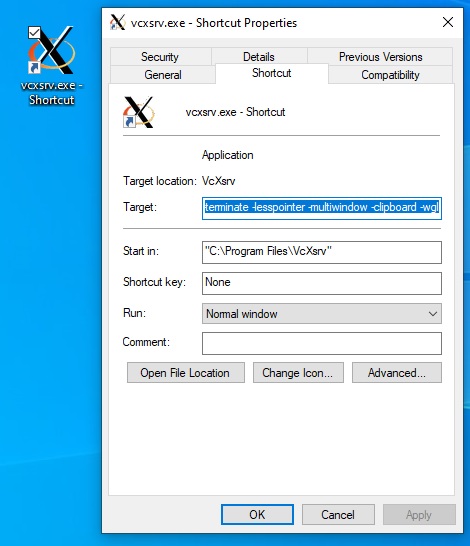 vcxsrv.exe -
Shortcut
vcxsrv.exe - Shortcut Properties
Security Details Previous Versions
General Shortcut Compatibility
vcxsrv.exe - Shortcut
Application
Target location: VcXsrv
Target: terminate -lesspointer -multiwindow -clipboard -wgl
Start in: "C:\Program Files\VcXsrv"
Shortcut key: None
Run: Normal window
Comment:
Open File Location Change Icon... Advanced...
OK Cancel Apply